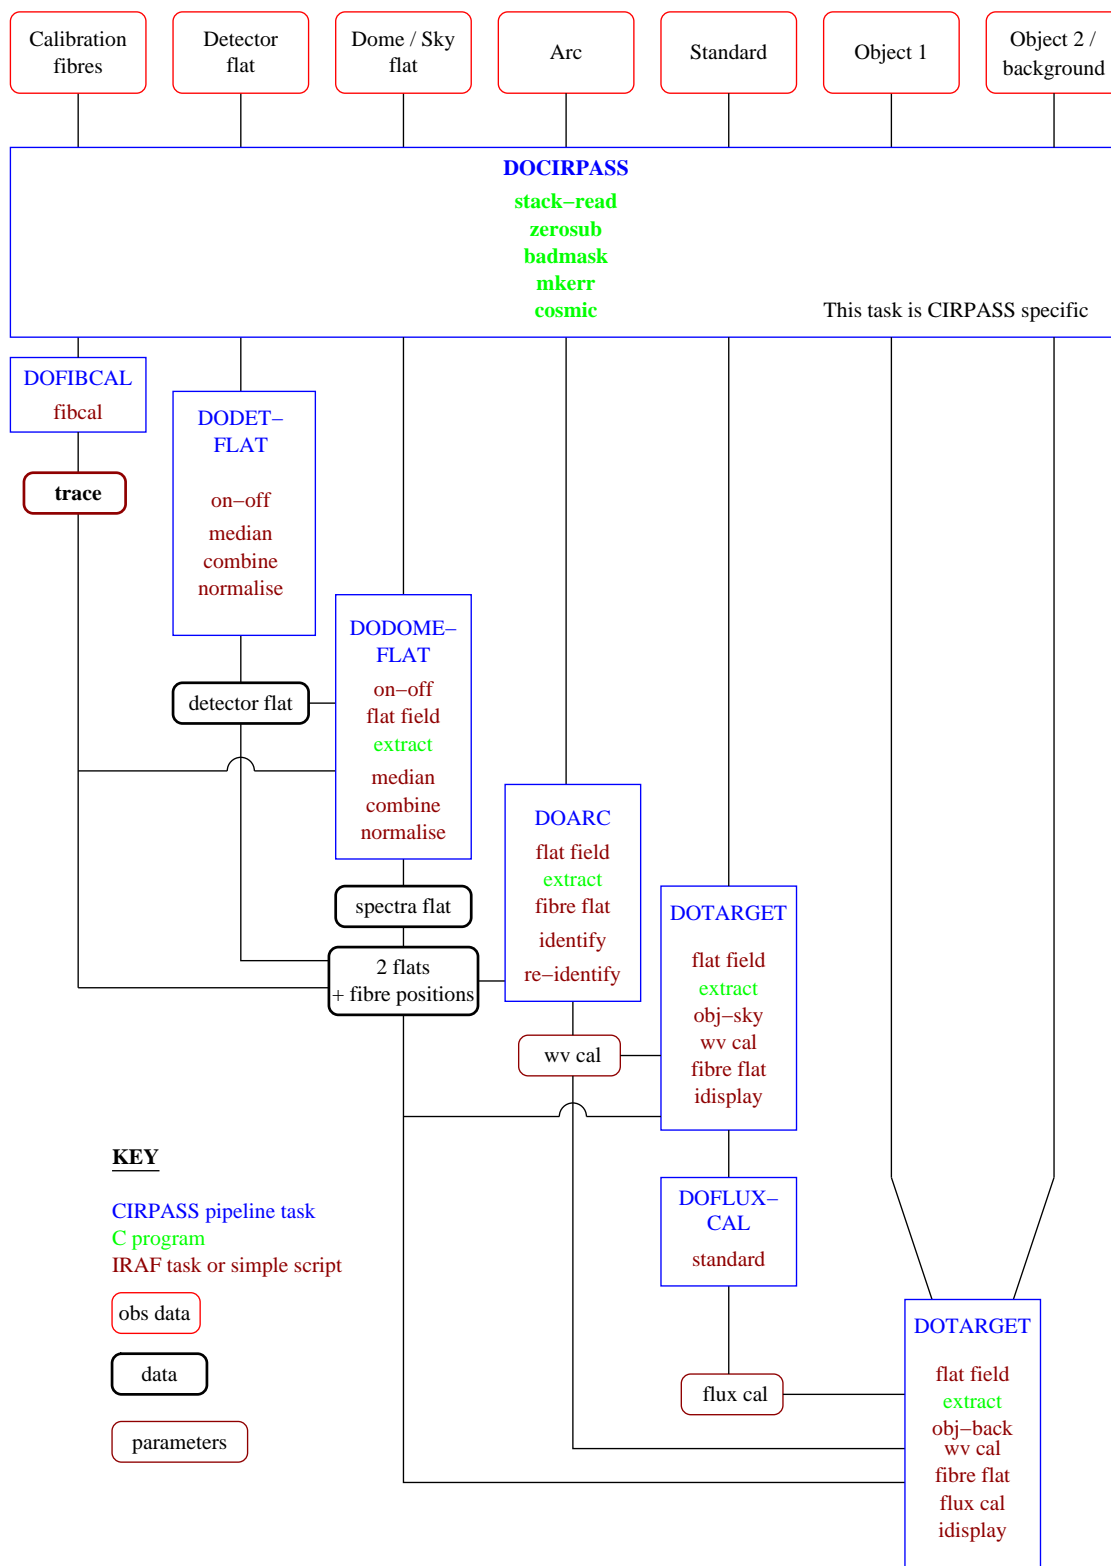 Calibration
fibres
Detector
flat
Dome / Sky
flat
Arc
Standard
Object 1
Object 2 /
background
DOCIRPASS
stack−read
zerosub
badmask
mkerr
cosmic
This task is CIRPASS specific
DOFIBCAL
fibcal
trace
DODET−
FLAT
on−off
median
combine
normalise
detector flat
DODOME−
FLAT
on−off
flat field
extract
median
combine
normalise
spectra flat
2 flats
+ fibre positions
DOARC
flat field
extract
fibre flat
identify
re−identify
wv cal
DOTARGET
flat field
extract
obj−sky
wv cal
fibre flat
idisplay
DOFLUX−
CAL
standard
flux cal
DOTARGET
flat field
extract
obj−back
wv cal
fibre flat
flux cal
idisplay
KEY
CIRPASS pipeline task
C program
IRAF task or simple script
obs data
data
parameters